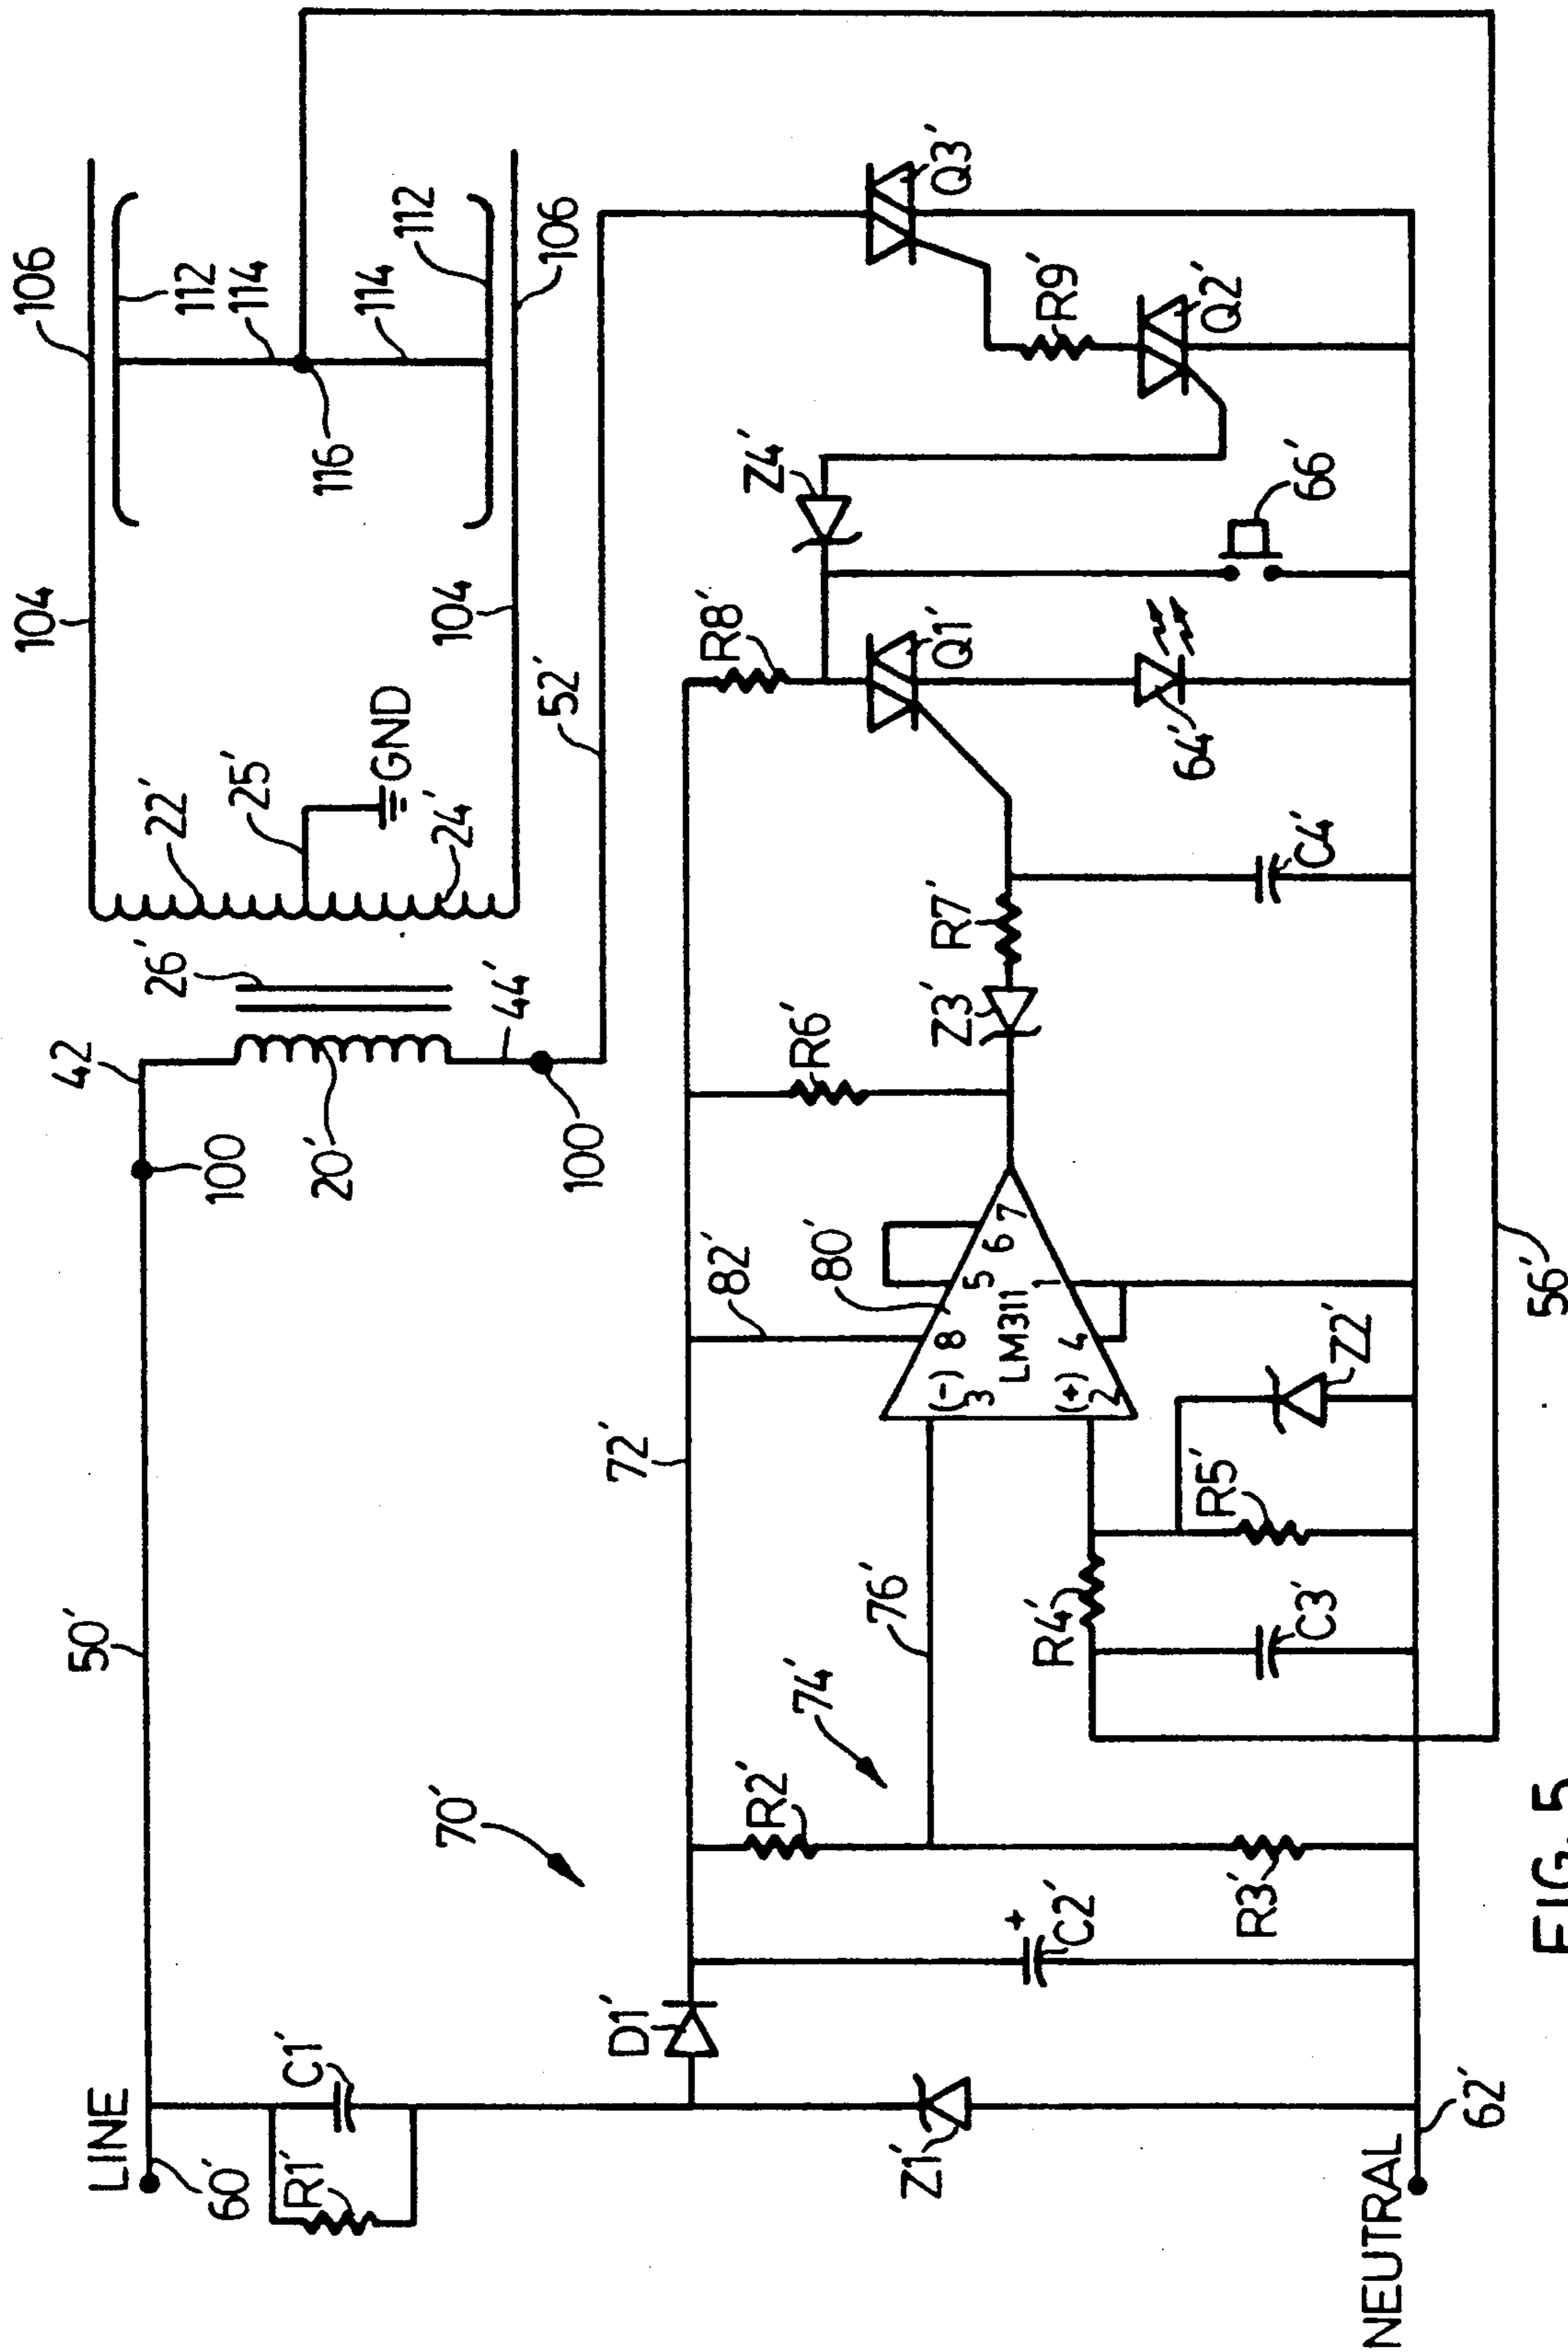 LINE
60'
50'
100
42
20'
26'
44'
100
22'
25'
GND
24'
104
104
106
106
112
114
114
112
116
52'
R1'
C1'
70'
D1'
Z1'
C2'
+
R2'
R3'
74'
76'
72'
82'
80'
(-)
3
8
5
6
7
LM311
(+)
2
4
1
R4'
C3'
R5'
Z2'
R6'
Z3'
R7'
C4'
R8'
Q1'
64'
Z4'
66'
R9'
Q2'
Q3'
56'
NEUTRAL
62'
FIG. 5